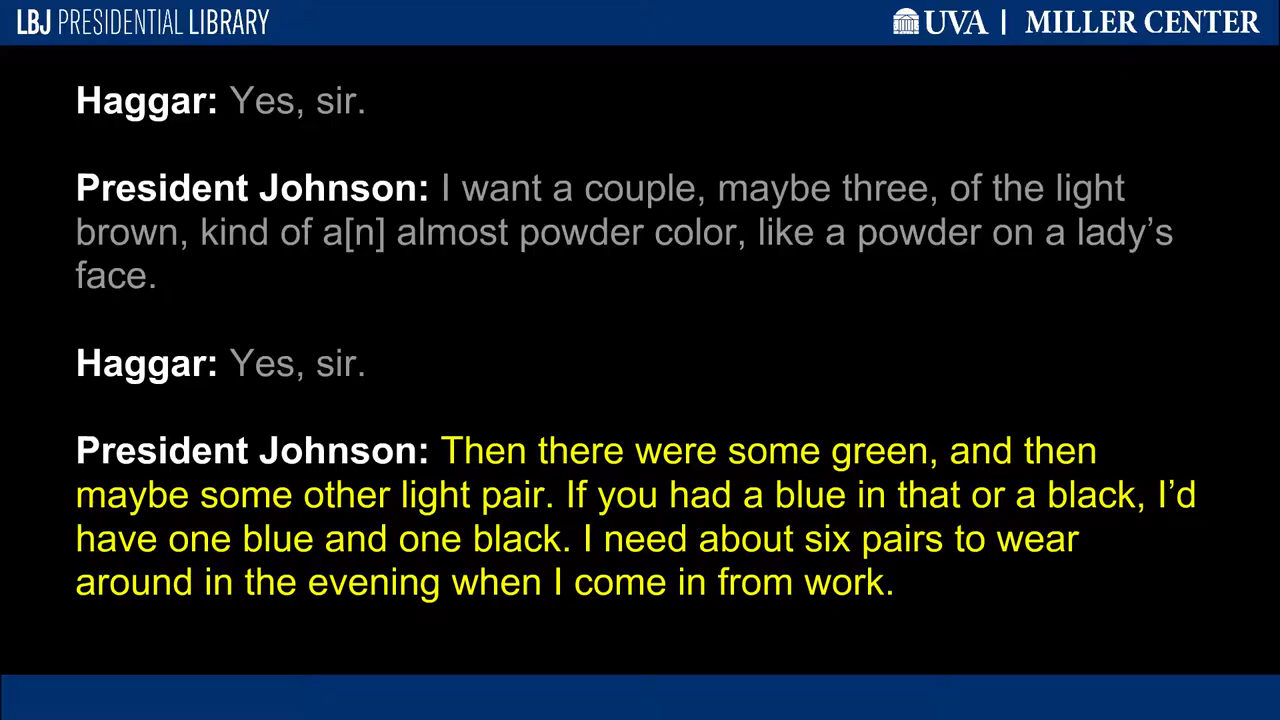 LBJ PRESIDENTIAL LIBRARY
UVA | MILLER CENTER
Haggar: Yes, sir.
President Johnson: I want a couple, maybe three, of the light
brown, kind of a[n] almost powder color, like a powder on a lady’s
face.
Haggar: Yes, sir.
President Johnson: Then there were some green, and then
maybe some other light pair. If you had a blue in that or a black, I’d
have one blue and one black. I need about six pairs to wear
around in the evening when I come in from work.